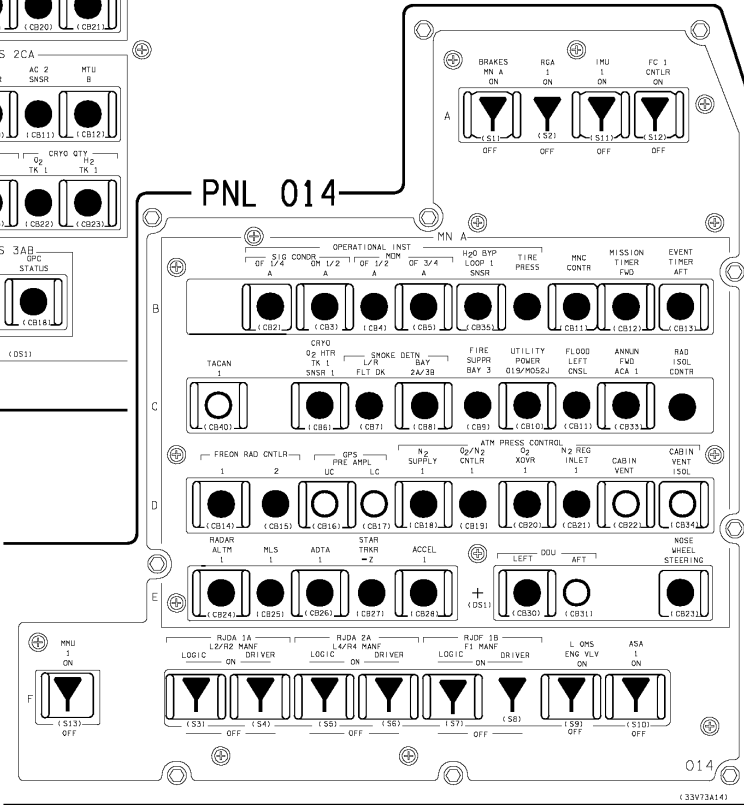 (CB20) (CB21)
S 2CA
AC 2 MTU
SNSR B
(CB11) (CB12)
CRYO QTY
O2 H2
TK 1 TK 1
(CB22) (CB23)
S 3AB
GPC
STATUS
(CB18)
(DS1)
PNL O14
BRAKES RGA IMU FC 1
MN A 1 1 CNTLR
ON ON ON ON
A
(S1) (S2) (S11) (S12)
OFF OFF OFF OFF
MN A
OPERATIONAL INST
SIG CONDR MDM H2O BYP TIRE MNC MISSION EVENT
OF 1/4 OM 1/2 OF 1/2 OF 3/4 LOOP 1 PRESS CONTR TIMER TIMER
A A A A SNSR FWD AFT
B
(CB2) (CB3) (CB4) (CB5) (CB35) (CB11) (CB12) (CB13)
CRYO
O2 HTR SMOKE DETN FIRE UTILITY FLOOD ANNUN RAD
TACAN TK 1 L/R BAY SUPPR POWER LEFT FWD ISOL
1 SNSR 1 FLT DK 2A/3B BAY 3 O19/MO52J CNSL ACA 1 CONTR
C
(CB40) (CB6) (CB7) (CB8) (CB9) (CB10) (CB11) (CB33)
ATM PRESS CONTROL
FREON RAD CNTLR GPS N2 O2/N2 O2 N2 REG CABIN CABIN
PRE AMPL SUPPLY CNTLR XOVR INLET VENT VENT
1 2 UC LC 1 1 1 1 ISOL
D
(CB14) (CB15) (CB16) (CB17) (CB18) (CB19) (CB20) (CB21) (CB22) (CB34)
RADAR STAR NOSE
ALTM MLS ADTA TRKR ACCEL DDU WHEEL
1 1 1 -Z 1 LEFT AFT STEERING
E
+
(DS1)
(CB24) (CB25) (CB26) (CB27) (CB28) (CB30) (CB31) (CB23)
MMU
1
ON
F
(S13)
OFF
RJDA 1A RJDA 2A RJDF 1B L OMS ASA
L2/R2 MANF L4/R4 MANF F1 MANF ENG VLV 1
LOGIC DRIVER LOGIC DRIVER LOGIC DRIVER ON ON
ON ON ON
(S3) (S4) (S5) (S6) (S7) (S8) (S9) (S10)
OFF OFF OFF OFF OFF
O14
(33V73A14)